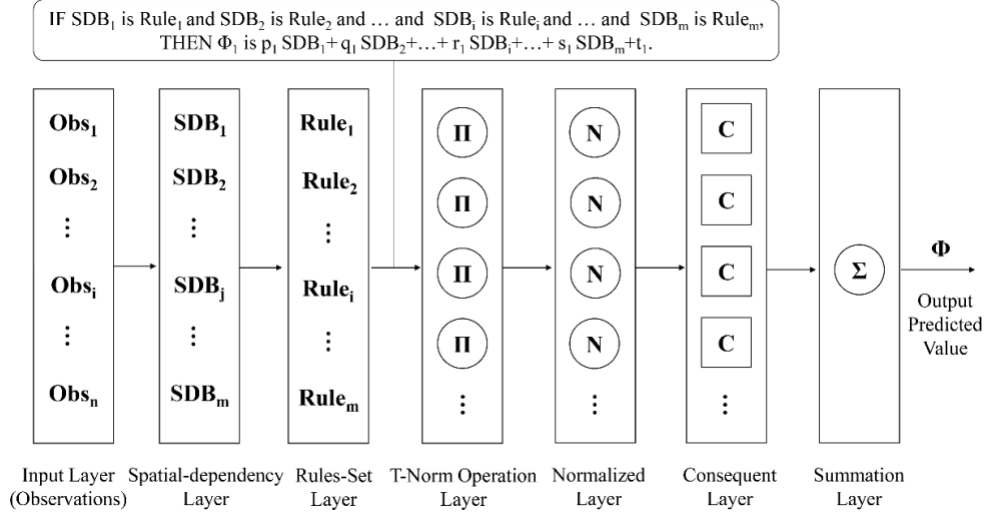 IF SDB₁ is Rule₁ and SDB₂ is Rule₂ and … and SDBᵢ is Ruleᵢ and … and SDBₘ is Ruleₘ,
THEN Φ₁ is p₁ SDB₁+ q₁ SDB₂+…+ r₁ SDBᵢ+…+ s₁ SDBₘ+t₁.
Obs₁
Obs₂
⋮
Obsᵢ
⋮
Obsₙ
SDB₁
SDB₂
⋮
SDBⱼ
⋮
SDBₘ
Rule₁
Rule₂
⋮
Ruleᵢ
⋮
Ruleₘ
Π
Π
Π
Π
⋮
N
N
N
N
⋮
C
C
C
C
⋮
Σ
Φ
Output
Predicted
Value
Input Layer
(Observations)
Spatial-dependency
Layer
Rules-Set
Layer
T-Norm Operation
Layer
Normalized
Layer
Consequent
Layer
Summation
Layer